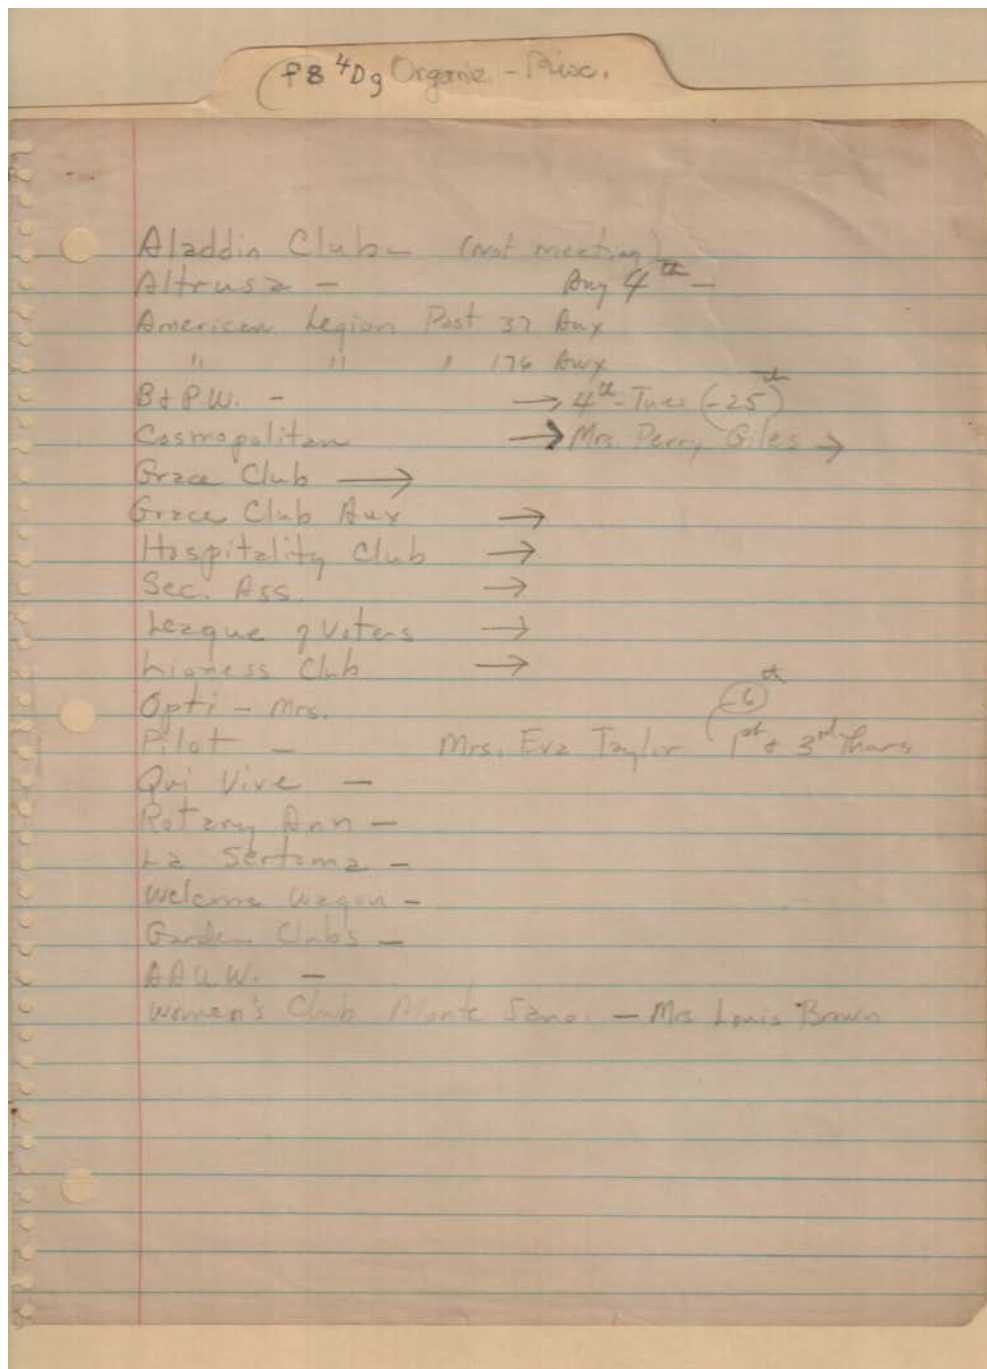 F8 4Dg Organiz. - Misc.
Aladdin Club - (not meeting)
Altrusa - Aug 4th -
American Legion Post 37 Aux
" " " 176 Aux
B & P.W. - → 4th - Tues (-25th)
Cosmopolitan → Mrs. Perry Giles →
Grace Club →
Grace Club Aux →
Hospitality Club →
Sec. Ass. →
League of Voters →
Lioness Club →
Opti - Mrs.
Pilot - Mrs. Eva Taylor (-6)th 1st & 3rd Thurs
Qui Vive -
Rotary Ann -
La Sertoma -
Welcome Wagon -
Garden Clubs -
AAUW. -
Women's Club Monte Sano. - Mrs Louis Brown